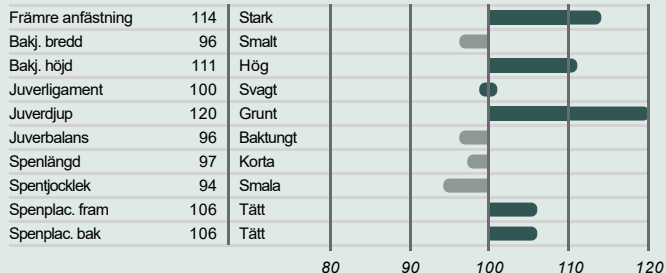 Främre anfästning 114 Stark
Bakj. bredd 96 Smalt
Bakj. höjd 111 Hög
Juverligament 100 Svagt
Juverdjup 120 Grunt
Juverbalans 96 Baktungt
Spenlängd 97 Korta
Spentjocklek 94 Smala
Spenplac. fram 106 Tätt
Spenplac. bak 106 Tätt
80 90 100 110 120